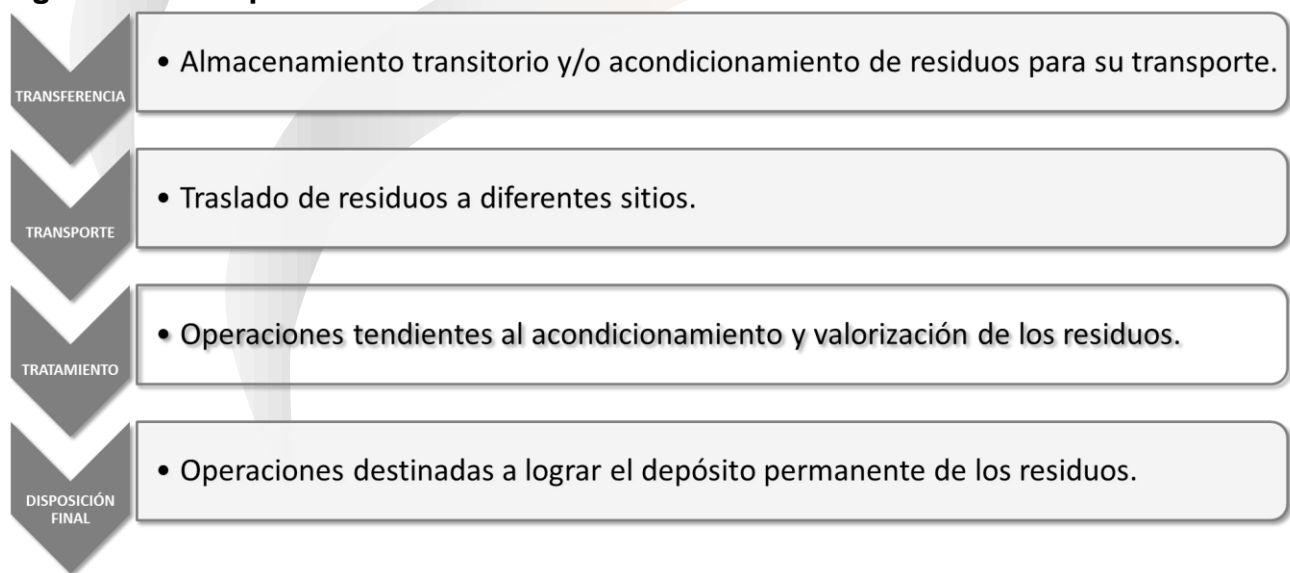 TRANSFERENCIA
• Almacenamiento transitorio y/o acondicionamiento de residuos para su transporte.
TRANSPORTE
• Traslado de residuos a diferentes sitios.
TRATAMIENTO
• Operaciones tendientes al acondicionamiento y valorización de los residuos.
DISPOSICIÓN
FINAL
• Operaciones destinadas a lograr el depósito permanente de los residuos.